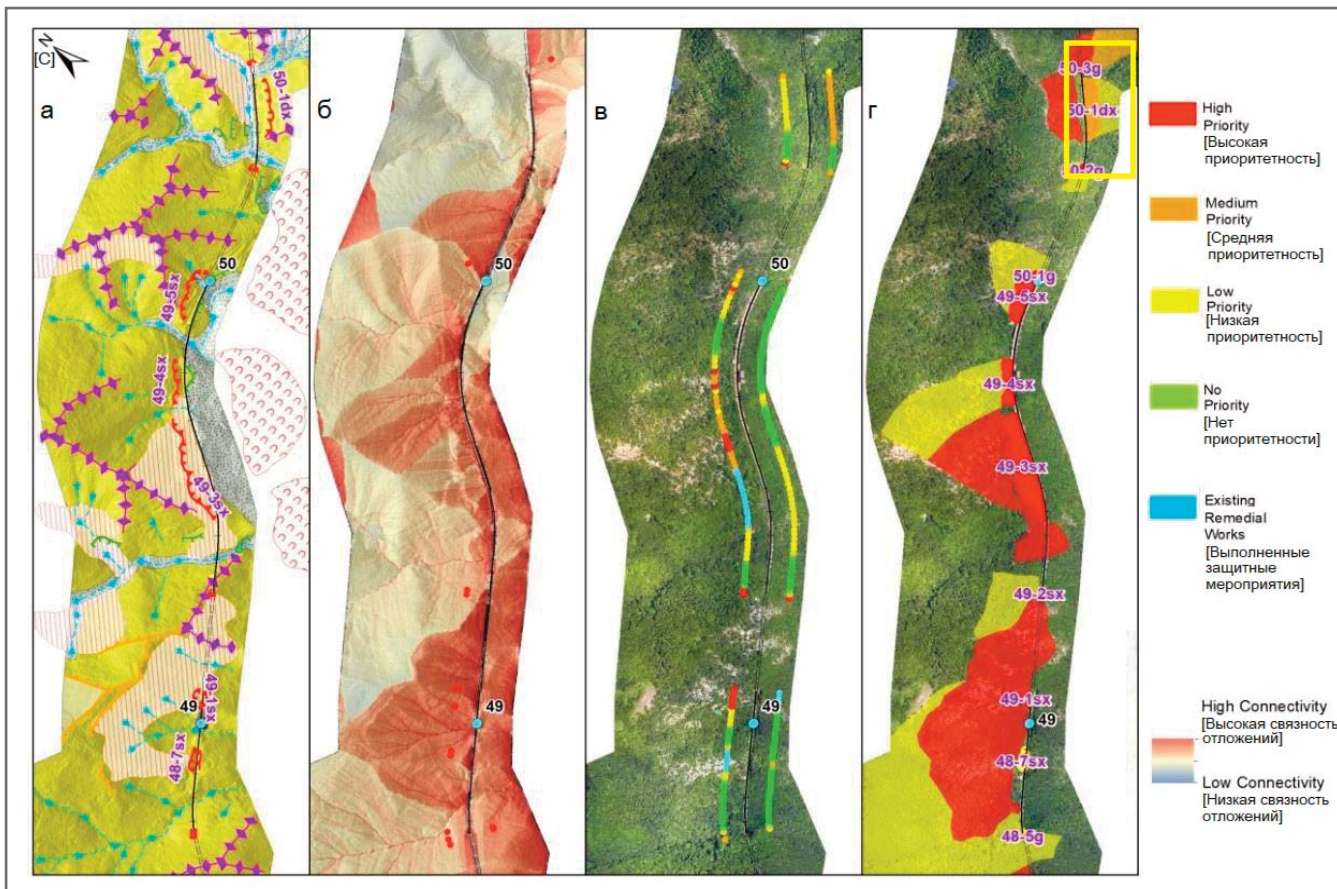 N
[С]
а
50-1dx
50
49-5sx
49-4sx
49-3sx
49-1sx
49
48-7sx
б
50
49
в
50
49
г
50-3g
50-1dx
50-2g
50-1g
49-5sx
49-4sx
49-3sx
49-2sx
49-1sx
49
48-7sx
48-5g
High
Priority
[Высокая
приоритетность]
Medium
Priority
[Средняя
приоритетность]
Low
Priority
[Низкая
приоритетность]
No
Priority
[Нет
приоритетности]
Existing
Remedial
Works
[Выполненные
защитные
мероприятия]
High Connectivity
[Высокая связность
отложений]
Low Connectivity
[Низкая связность
отложений]